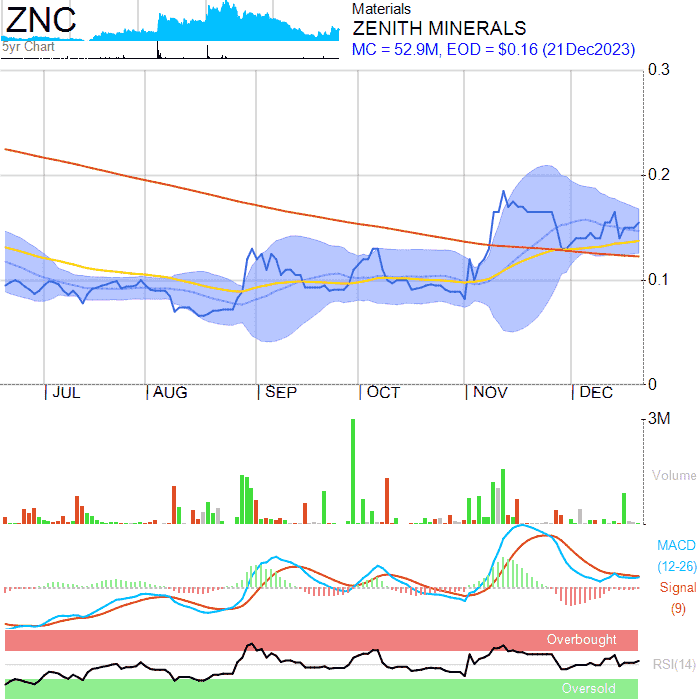 ZNC
5yr Chart
Materials
ZENITH MINERALS
MC = 52.9M, EOD = $0.16 (21Dec2023)
0.3
0.2
0.1
0
JUL AUG SEP OCT NOV DEC
3M
Volume
MACD
(12-26)
Signal
(9)
Overbought
RSI(14)
Oversold